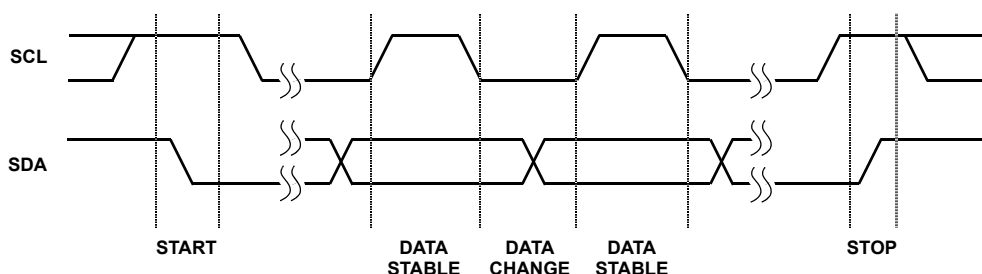 SCL
SDA
START
DATA
STABLE
DATA
CHANGE
DATA
STABLE
STOP